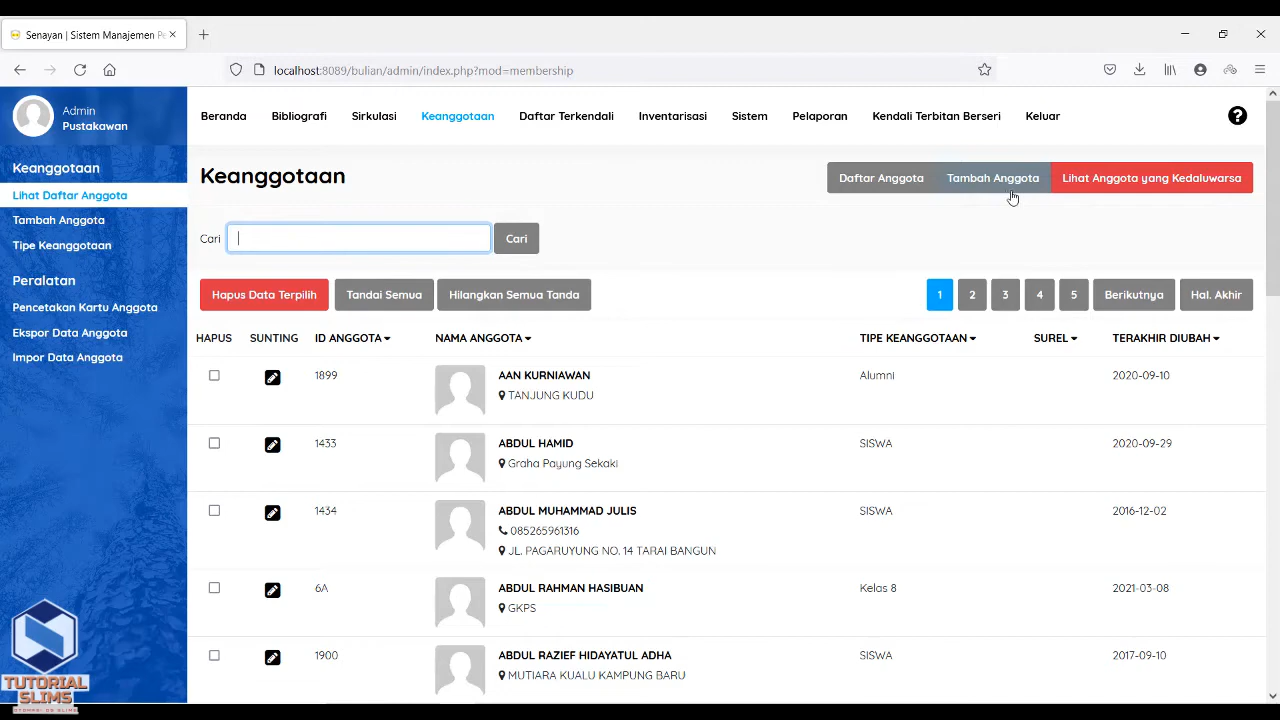 Senayan | Sistem Manajemen Pe
localhost:8089/bulian/admin/index.php?mod=membership
Admin
Pustakawan
Beranda
Bibliografi
Sirkulasi
Keanggotaan
Daftar Terkendali
Inventarisasi
Sistem
Pelaporan
Kendali Terbitan Berseri
Keluar
Keanggotaan
Lihat Daftar Anggota
Tambah Anggota
Tipe Keanggotaan
Peralatan
Pencetakan Kartu Anggota
Ekspor Data Anggota
Impor Data Anggota
Keanggotaan
Daftar Anggota
Tambah Anggota
Lihat Anggota yang Kedaluwarsa
Cari
Cari
Hapus Data Terpilih
Tandai Semua
Hilangkan Semua Tanda
1 2 3 4 5 Berikutnya Hal. Akhir
HAPUS SUNTING ID ANGGOTA NAMA ANGGOTA TIPE KEANGGOTAAN SUREL TERAKHIR DIUBAH
1899 AAN KURNIAWAN Alumni 2020-09-10
TANJUNG KUDU
1433 ABDUL HAMID SISWA 2020-09-29
Graha Payung Sekaki
1434 ABDUL MUHAMMAD JULIS SISWA 2016-12-02
085265961316
JL. PAGARUYUNG NO. 14 TARAI BANGUN
6A ABDUL RAHMAN HASIBUAN Kelas 8 2021-03-08
GKPS
1900 ABDUL RAZIEF HIDAYATUL ADHA SISWA 2017-09-10
MUTIARA KUALU KAMPUNG BARU
TUTORIAL
SLIMS